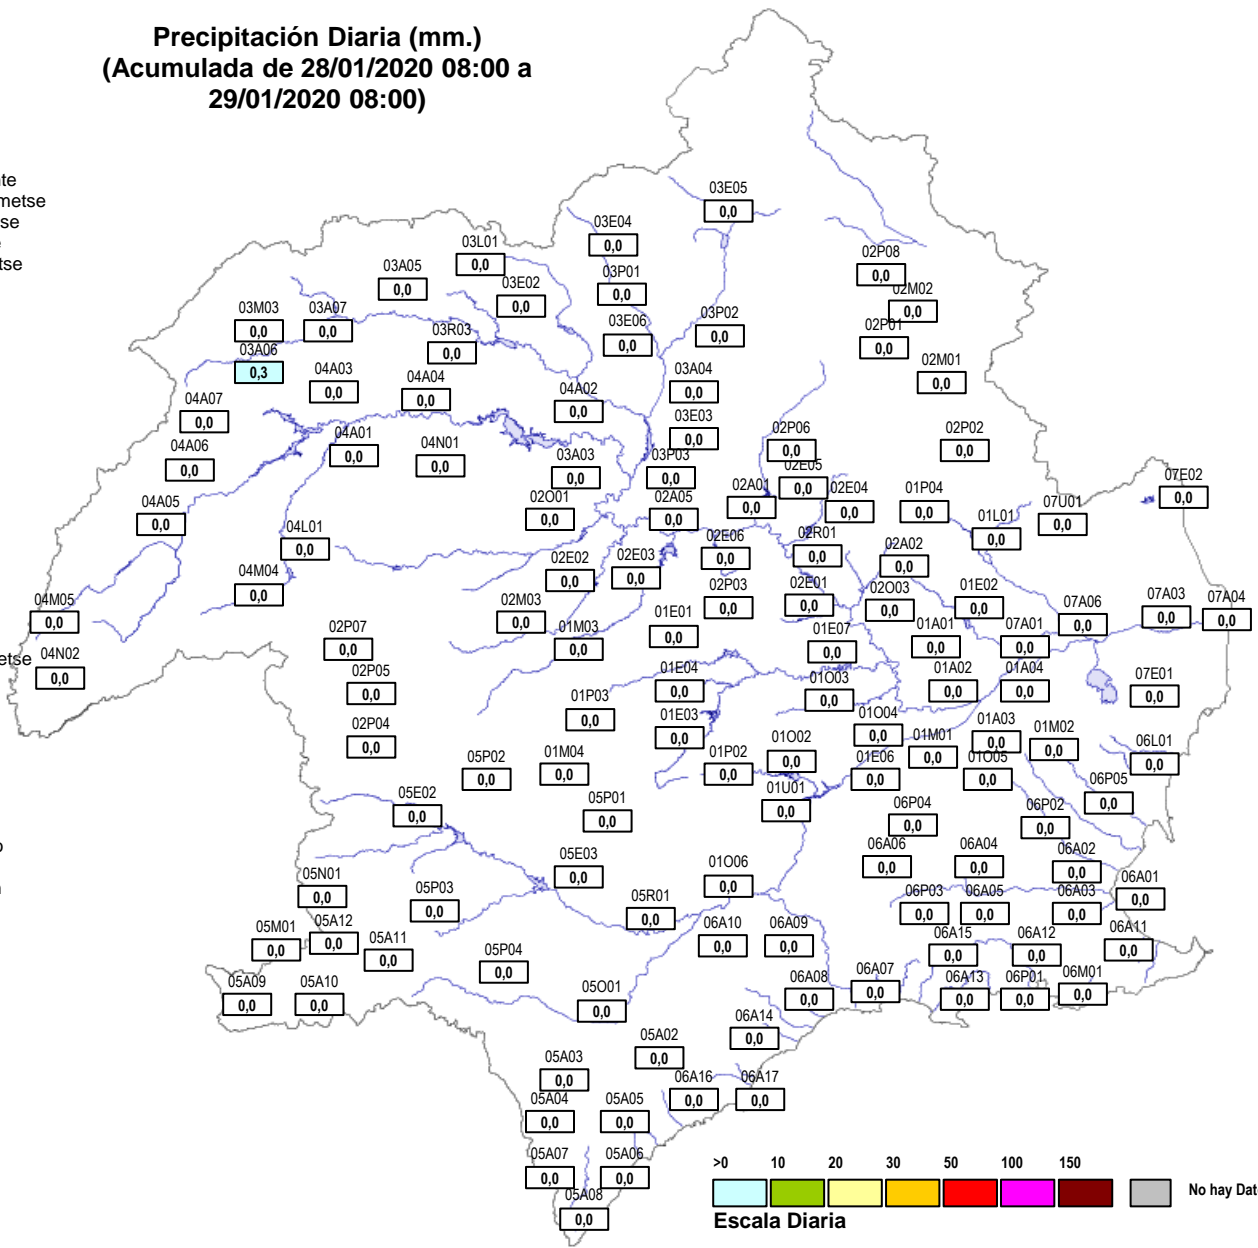 Precipitación Diaria (mm.)
(Acumulada de 28/01/2020 08:00 a
29/01/2020 08:00)
nte
metse
se
e
tse
etse
o
n
03E05
0,0
03E04
0,0
03L01
0,0
02P08
0,0
03A05
0,0
03P01
0,0
02M02
0,0
03E02
0,0
03M03
0,0
03A07
0,0
03P02
0,0
03R03
0,0
03E06
0,0
02P01
0,0
03A06
0,3
04A03
0,0
04A04
0,0
03A04
0,0
02M01
0,0
04A02
0,0
04A07
0,0
03E03
0,0
04A01
0,0
04N01
0,0
02P06
0,0
02P02
0,0
04A06
0,0
03A03
0,0
03P03
0,0
02E05
0,0
07E02
0,0
02A01
0,0
02E04
0,0
01P04
0,0
04A05
0,0
02O01
0,0
02A05
0,0
07U01
0,0
01L01
0,0
04L01
0,0
02E06
0,0
02R01
0,0
02A02
0,0
02E02
0,0
02E03
0,0
04M04
0,0
02P03
0,0
02E01
0,0
02O03
0,0
01E02
0,0
07A03
0,0
07A04
0,0
04M05
0,0
02M03
0,0
01E01
0,0
07A06
0,0
02P07
0,0
01M03
0,0
01E07
0,0
01A01
0,0
07A01
0,0
04N02
0,0
02P05
0,0
01E04
0,0
01O03
0,0
01A02
0,0
01A04
0,0
07E01
0,0
01P03
0,0
02P04
0,0
01E03
0,0
01O04
0,0
01A03
0,0
01M02
0,0
01M01
0,0
01O02
0,0
06L01
0,0
05P02
0,0
01M04
0,0
01P02
0,0
01E06
0,0
01O05
0,0
05E02
0,0
05P01
0,0
01U01
0,0
06P05
0,0
06P04
0,0
06P02
0,0
05E03
0,0
01O06
0,0
06A06
0,0
06A04
0,0
06A02
0,0
05N01
0,0
05P03
0,0
06A01
0,0
05R01
0,0
06P03
0,0
06A05
0,0
06A03
0,0
05M01
0,0
05A12
0,0
05A11
0,0
06A10
0,0
06A09
0,0
06A15
0,0
06A12
0,0
06A11
0,0
05P04
0,0
05A09
0,0
05A10
0,0
05O01
0,0
06A08
0,0
06A07
0,0
06A13
0,0
06P01
0,0
06M01
0,0
06A14
0,0
05A02
0,0
05A03
0,0
06A16
0,0
06A17
0,0
05A04
0,0
05A05
0,0
05A07
0,0
05A06
0,0
05A08
0,0
>0 10 20 30 50 100 150
No hay Dat
Escala Diaria